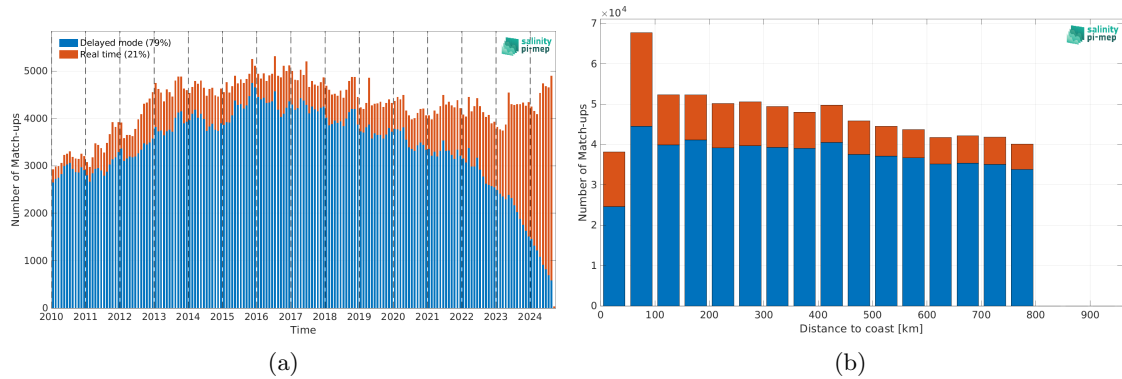 Delayed mode (79%)
Real time (21%)
salinity
pi-mep
Number of Match-ups
5000
4000
3000
2000
1000
0
2010 2011 2012 2013 2014 2015 2016 2017 2018 2019 2020 2021 2022 2023 2024
Time
(a)
×10⁴
salinity
pi-mep
Number of Match-ups
7
6
5
4
3
2
1
0
0 100 200 300 400 500 600 700 800 900
Distance to coast [km]
(b)